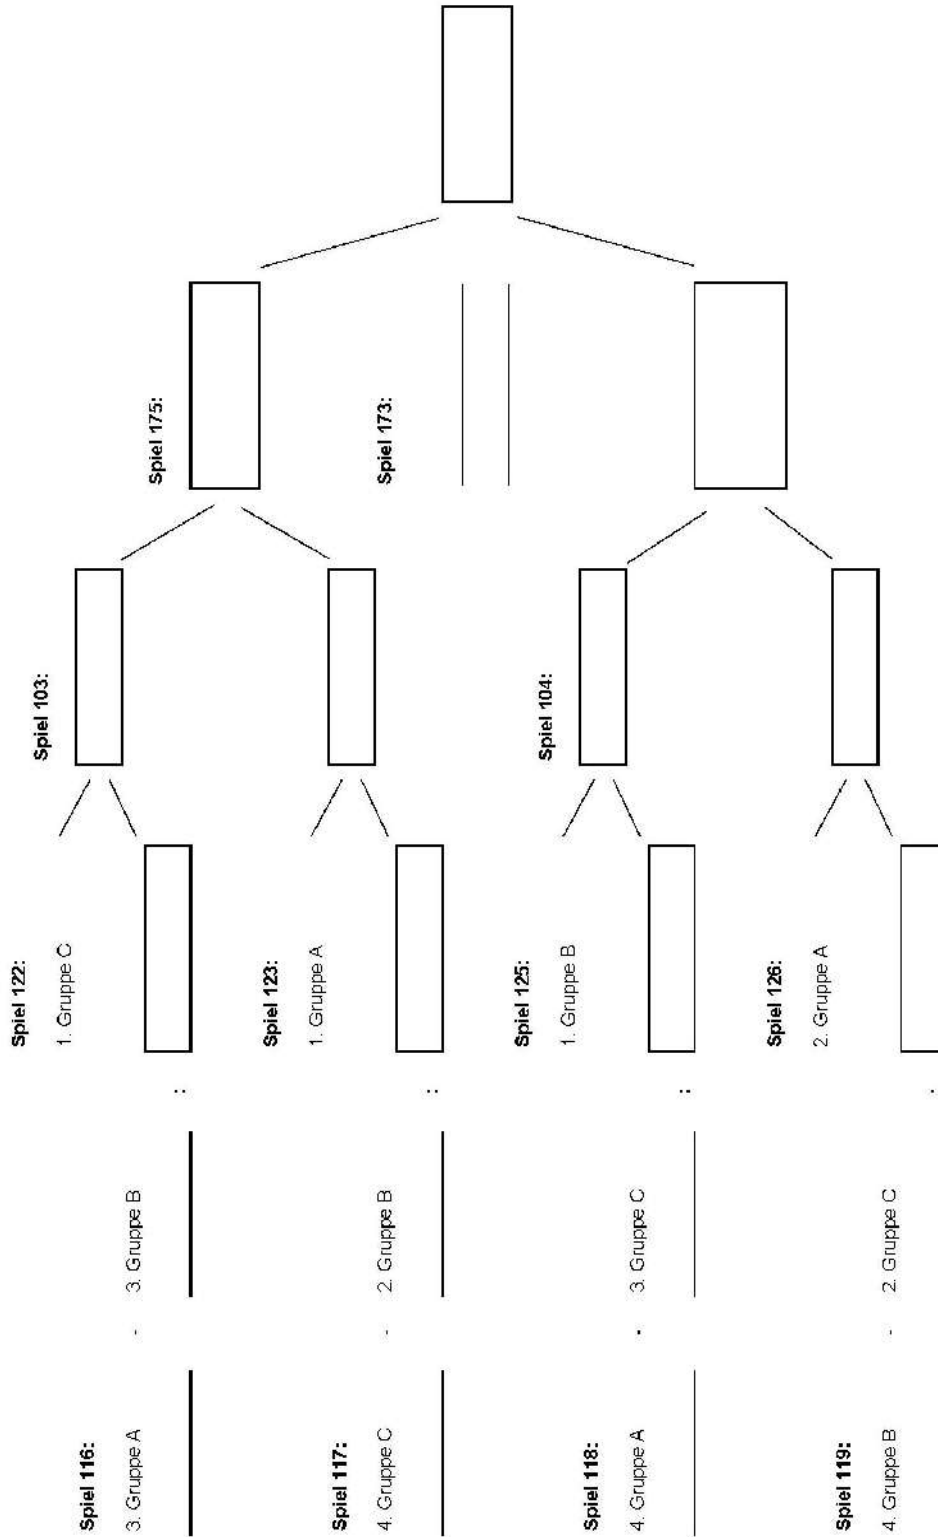 Spiel 116:
3. Gruppe A - 3. Gruppe B :
Spiel 122:
1. Gruppe C
Spiel 103:
Spiel 175:
Spiel 117:
4. Gruppe C - 2. Gruppe B :
Spiel 123:
1. Gruppe A
Spiel 173:
Spiel 118:
4. Gruppe A - 3. Gruppe C :
Spiel 125:
1. Gruppe B
Spiel 104:
Spiel 119:
4. Gruppe B - 2. Gruppe C :
Spiel 126:
2. Gruppe A